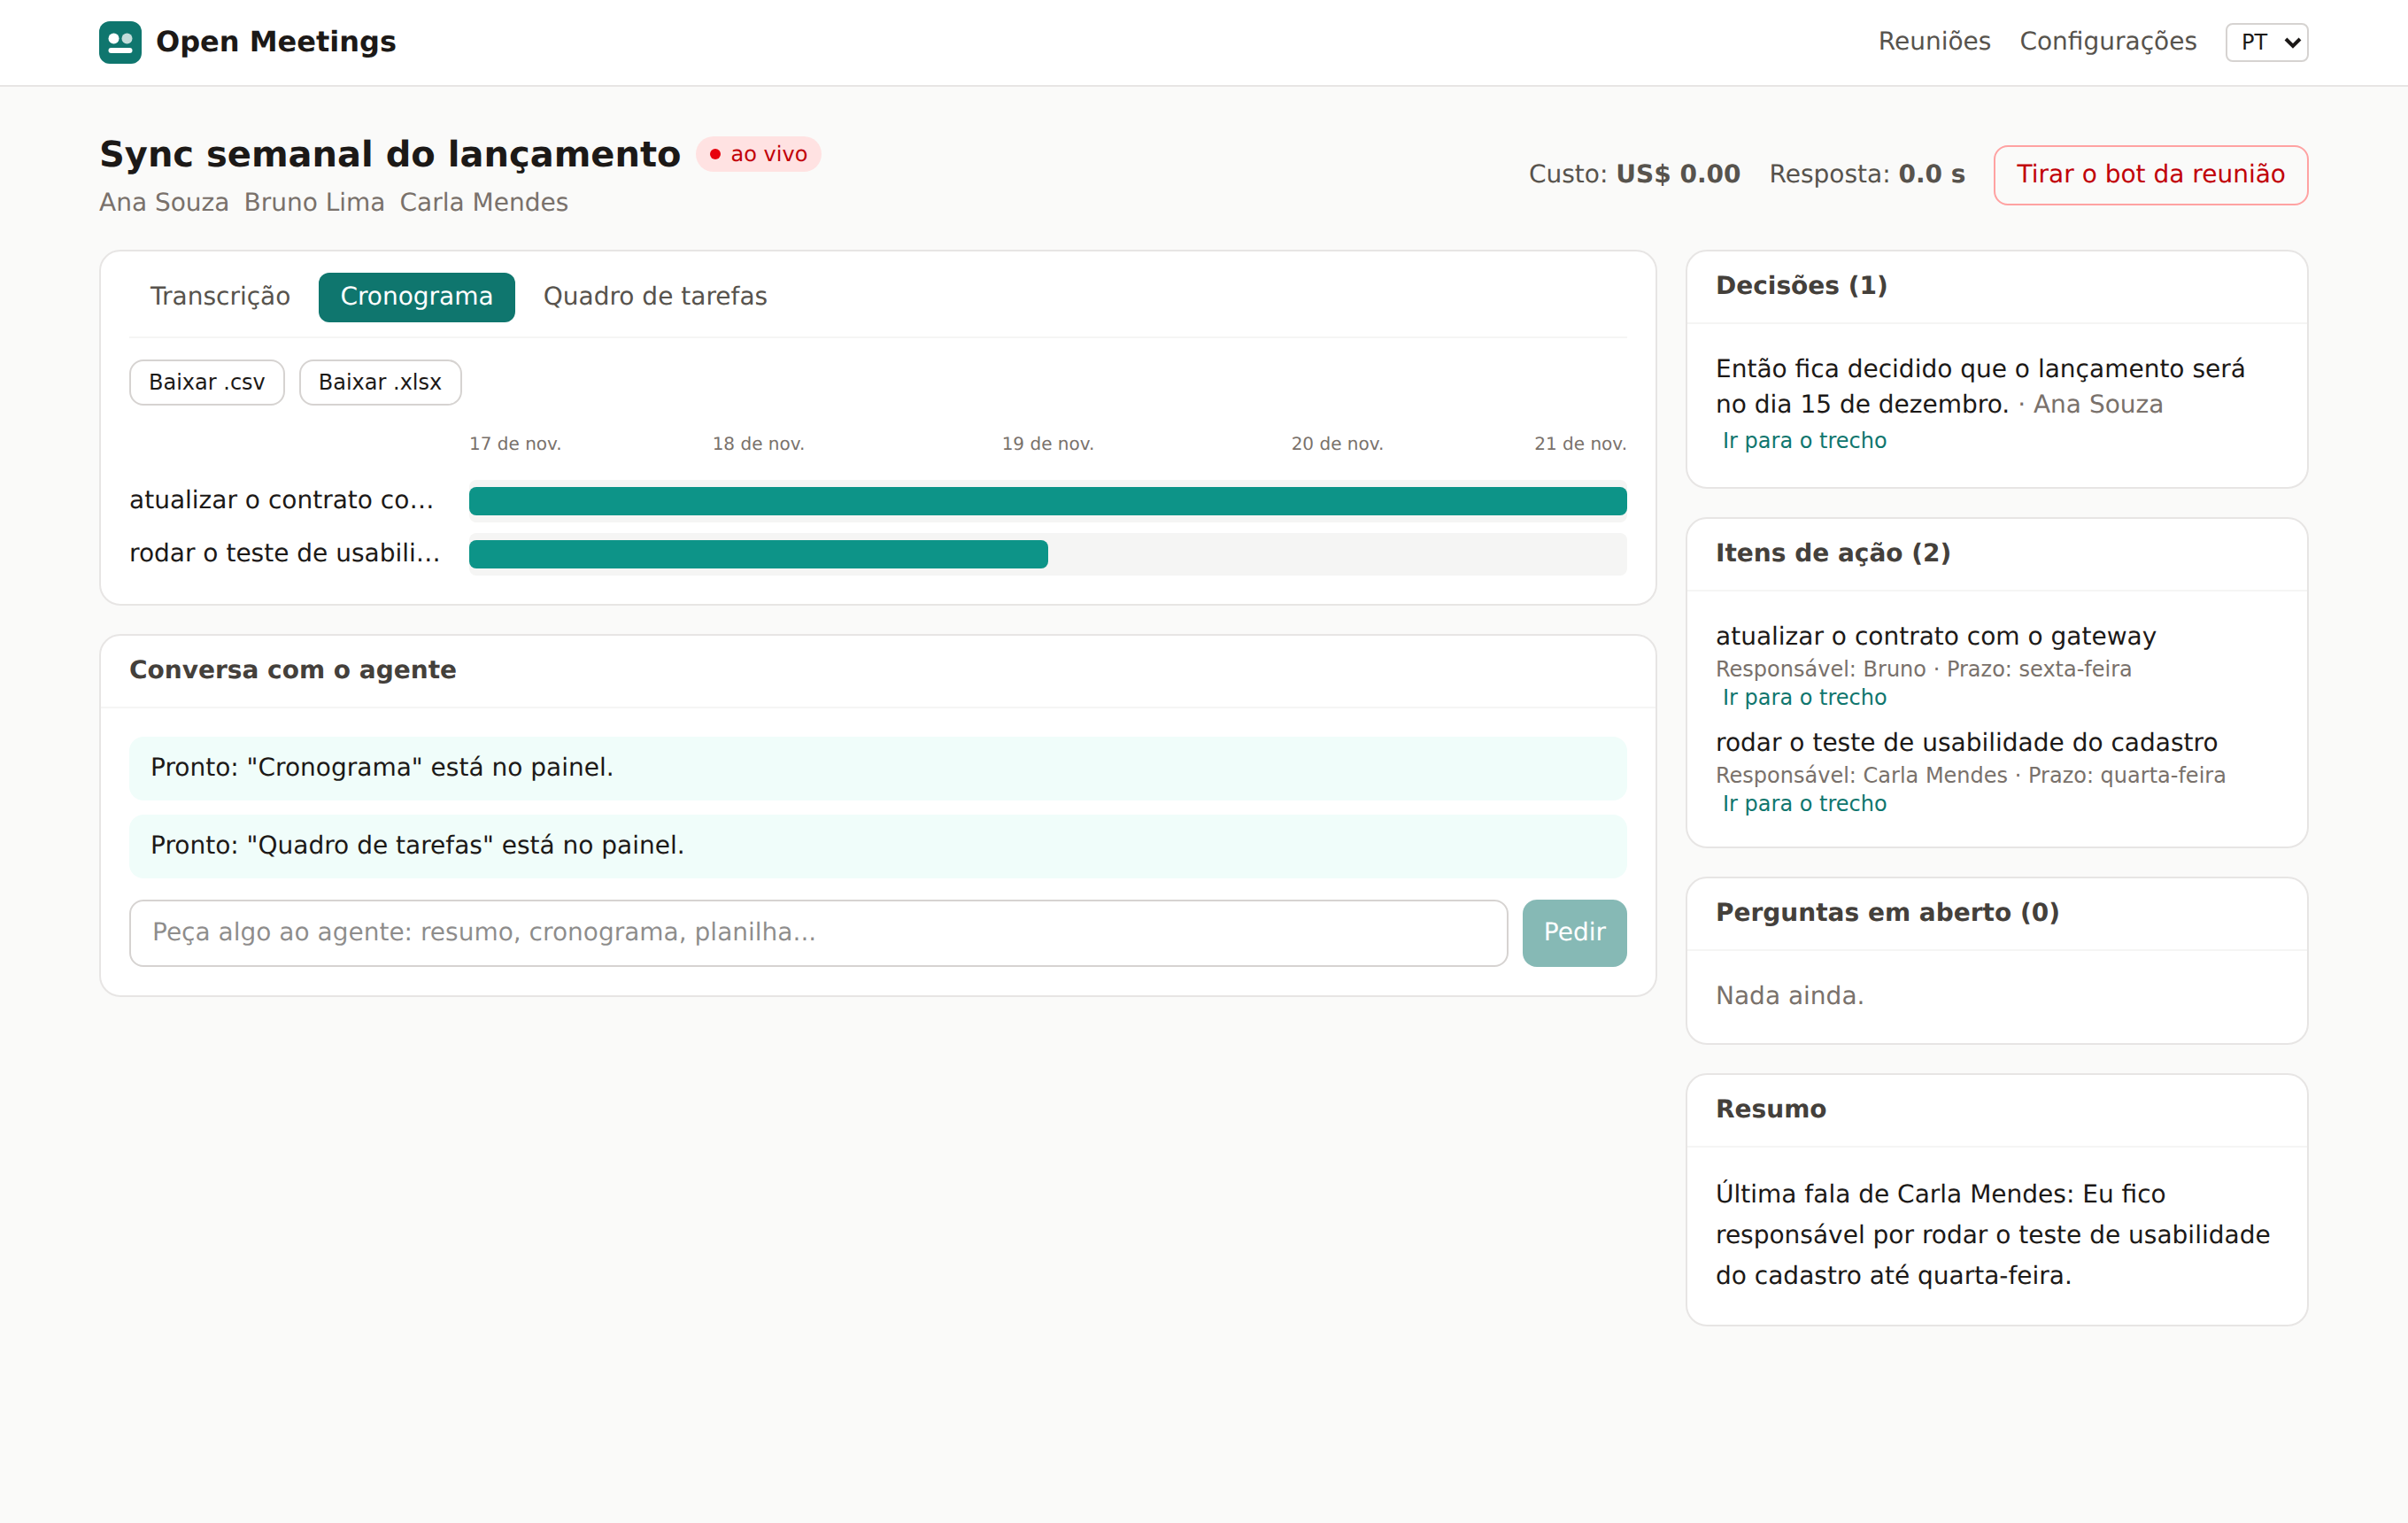 Open Meetings
Reuniões
Configurações
PT
Sync semanal do lançamento
ao vivo
Ana Souza Bruno Lima Carla Mendes
Custo: US$ 0.00
Resposta: 0.0 s
Tirar o bot da reunião
Transcrição
Cronograma
Quadro de tarefas
Baixar .csv
Baixar .xlsx
17 de nov.
18 de nov.
19 de nov.
20 de nov.
21 de nov.
atualizar o contrato co...
rodar o teste de usabili...
Conversa com o agente
Pronto: "Cronograma" está no painel.
Pronto: "Quadro de tarefas" está no painel.
Peça algo ao agente: resumo, cronograma, planilha...
Pedir
Decisões (1)
Então fica decidido que o lançamento será
no dia 15 de dezembro. · Ana Souza
Ir para o trecho
Itens de ação (2)
atualizar o contrato com o gateway
Responsável: Bruno · Prazo: sexta-feira
Ir para o trecho
rodar o teste de usabilidade do cadastro
Responsável: Carla Mendes · Prazo: quarta-feira
Ir para o trecho
Perguntas em aberto (0)
Nada ainda.
Resumo
Última fala de Carla Mendes: Eu fico
responsável por rodar o teste de usabilidade
do cadastro até quarta-feira.